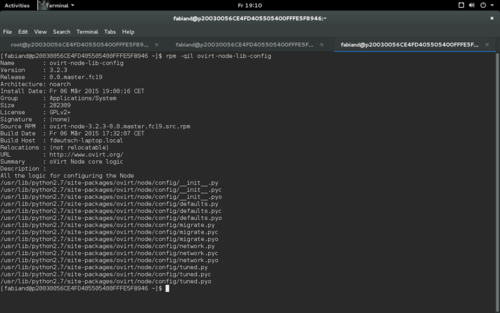 Activities Terminal Fr 19:10
fabiand@p20030056CE4FD405505400FFFE5F8946:~
File Edit View Search Terminal Tabs Help
root@p20030056CE4FD405505400FFFE5F89... × fabiand@p20030056CE4FD405505400FFFE5F8... × fabiand@p20030056CE4FD405505400FFFE5F8... ×
[fabiand@p20030056CE4FD405505400FFFE5F8946 ~]$ rpm -qil ovirt-node-lib-config
Name : ovirt-node-lib-config
Version : 3.2.3
Release : 0.0.master.fc19
Architecture: noarch
Install Date: Fr 06 Mär 2015 19:00:16 CET
Group : Applications/System
Size : 282309
License : GPLv2+
Signature : (none)
Source RPM : ovirt-node-3.2.3-0.0.master.fc19.src.rpm
Build Date : Fr 06 Mär 2015 17:32:07 CET
Build Host : fdeutsch-laptop.local
Relocations : (not relocatable)
URL : http://www.ovirt.org/
Summary : oVirt Node core logic
Description :
All the logic for configuring the Node
/usr/lib/python2.7/site-packages/ovirt/node/config/__init__.py
/usr/lib/python2.7/site-packages/ovirt/node/config/__init__.pyc
/usr/lib/python2.7/site-packages/ovirt/node/config/__init__.pyo
/usr/lib/python2.7/site-packages/ovirt/node/config/defaults.py
/usr/lib/python2.7/site-packages/ovirt/node/config/defaults.pyc
/usr/lib/python2.7/site-packages/ovirt/node/config/defaults.pyo
/usr/lib/python2.7/site-packages/ovirt/node/config/migrate.py
/usr/lib/python2.7/site-packages/ovirt/node/config/migrate.pyc
/usr/lib/python2.7/site-packages/ovirt/node/config/migrate.pyo
/usr/lib/python2.7/site-packages/ovirt/node/config/network.py
/usr/lib/python2.7/site-packages/ovirt/node/config/network.pyc
/usr/lib/python2.7/site-packages/ovirt/node/config/network.pyo
/usr/lib/python2.7/site-packages/ovirt/node/config/tuned.py
/usr/lib/python2.7/site-packages/ovirt/node/config/tuned.pyc
/usr/lib/python2.7/site-packages/ovirt/node/config/tuned.pyo
[fabiand@p20030056CE4FD405505400FFFE5F8946 ~]$